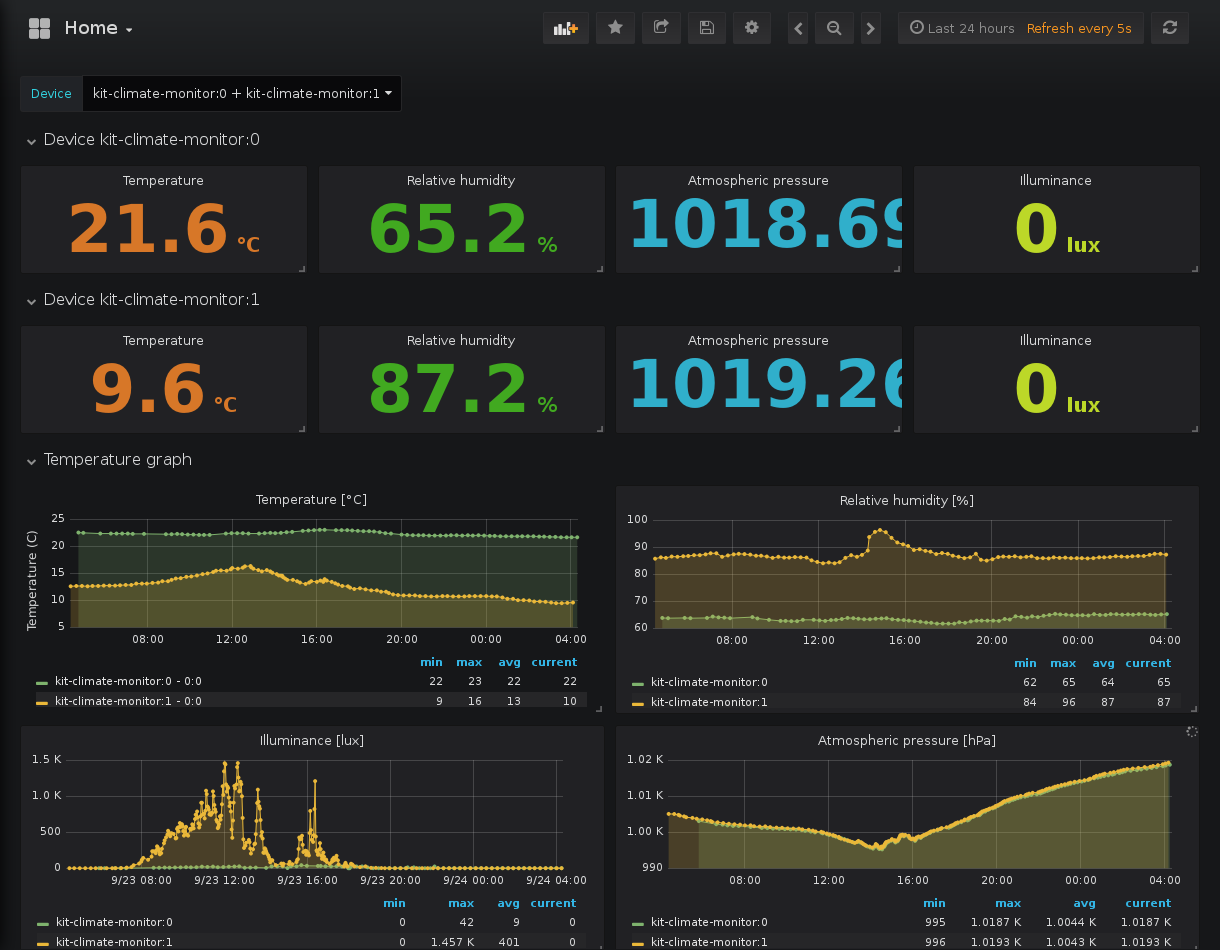 Home
Last 24 hours Refresh every 5s
Device kit-climate-monitor:0 + kit-climate-monitor:1
Device kit-climate-monitor:0
Temperature Relative humidity Atmospheric pressure Illuminance
21.6 °C 65.2 % 1018.69 0 lux
Device kit-climate-monitor:1
Temperature Relative humidity Atmospheric pressure Illuminance
9.6 °C 87.2 % 1019.26 0 lux
Temperature graph
Temperature [°C]
Temperature (C)
25
20
15
10
5
08:00 12:00 16:00 20:00 00:00 04:00
min max avg current
kit-climate-monitor:0 - 0:0 22 23 22 22
kit-climate-monitor:1 - 0:0 9 16 13 10
Relative humidity [%]
100
90
80
70
60
08:00 12:00 16:00 20:00 00:00 04:00
min max avg current
kit-climate-monitor:0 62 65 64 65
kit-climate-monitor:1 84 96 87 87
Illuminance [lux]
1.5 K
1.0 K
500
0
9/23 08:00 9/23 12:00 9/23 16:00 9/23 20:00 9/24 00:00 9/24 04:00
min max avg current
kit-climate-monitor:0 0 42 9 0
kit-climate-monitor:1 0 1.457 K 401 0
Atmospheric pressure [hPa]
1.02 K
1.01 K
1.00 K
990
08:00 12:00 16:00 20:00 00:00 04:00
min max avg current
kit-climate-monitor:0 995 1.0187 K 1.0044 K 1.0187 K
kit-climate-monitor:1 996 1.0193 K 1.0043 K 1.0193 K